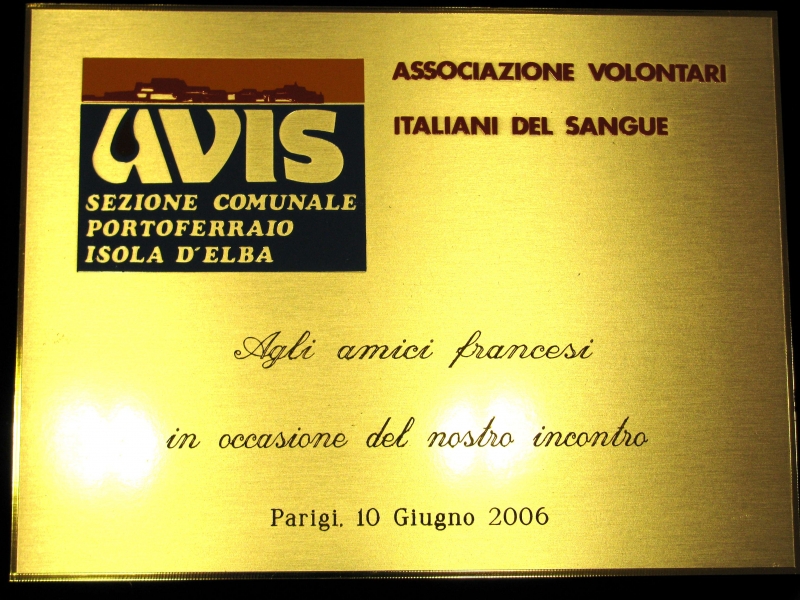 AVIS
SEZIONE COMUNALE
PORTOFERRAIO
ISOLA D'ELBA
ASSOCIAZIONE VOLONTARI
ITALIANI DEL SANGUE
Agli amici francesi
in occasione del nostro incontro
Parigi, 10 Giugno 2006